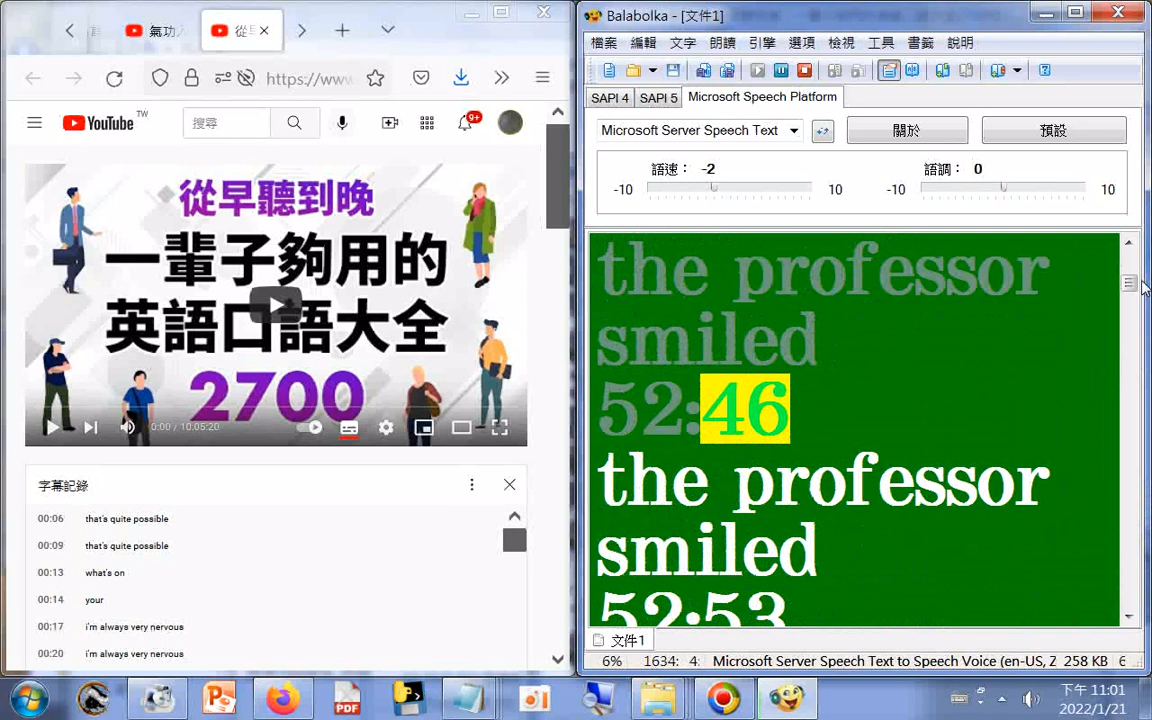 氣功
從
https://www
YouTube TW
搜尋
9+
從早聽到晚
一輩子夠用的
英語口語大全
2700
0:00 / 10:05:20
字幕記錄
00:06 that's quite possible
00:09 that's quite possible
00:13 what's on
00:14 your
00:17 i'm always very nervous
00:20 i'm always very nervous
Balabolka - [文件1]
檔案 編輯 文字 朗讀 引擎 選項 檢視 工具 書籤 說明
SAPI 4 SAPI 5 Microsoft Speech Platform
Microsoft Server Speech Text 關於 預設
語速： -2 語調： 0
-10 10 -10 10
the professor
smiled
52:46
the professor
smiled
52:53
文件1
6% 1634: 4: Microsoft Server Speech Text to Speech Voice (en-US, Z 258 KB 6
PDF
下午 11:01
2022/1/21